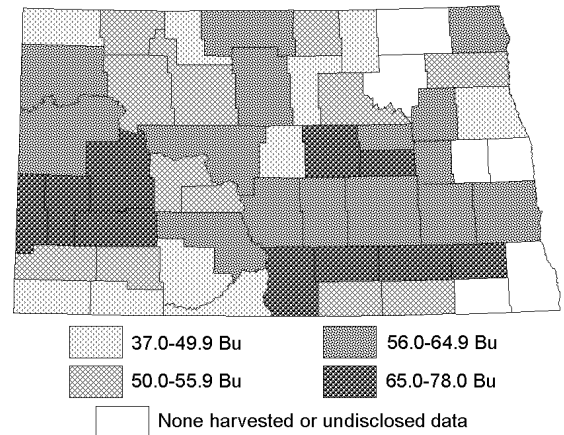 37.0-49.9 Bu
56.0-64.9 Bu
50.0-55.9 Bu
65.0-78.0 Bu
None harvested or undisclosed data